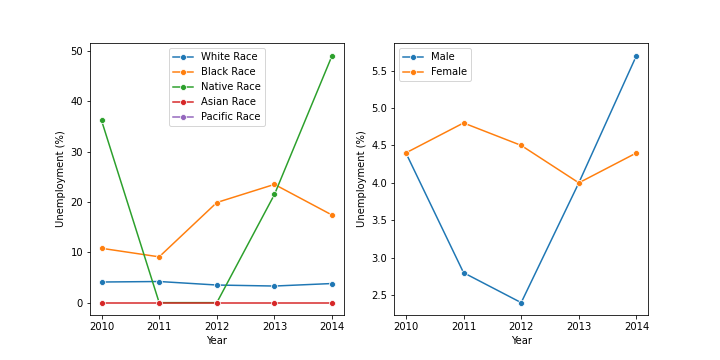 50
40
30
20
10
0
Unemployment (%)
White Race
Black Race
Native Race
Asian Race
Pacific Race
2010 2011 2012 2013 2014
Year
5.5
5.0
4.5
4.0
3.5
3.0
2.5
Unemployment (%)
Male
Female
2010 2011 2012 2013 2014
Year